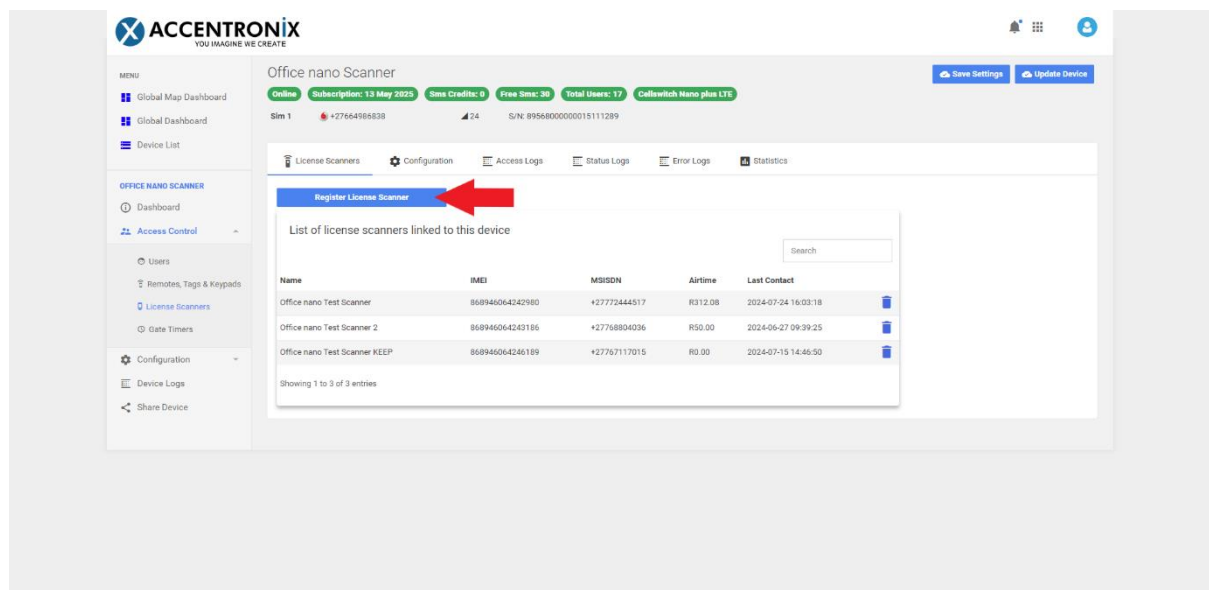 ACCENTRONIX
YOU IMAGINE WE CREATE
MENU
Global Map Dashboard
Global Dashboard
Device List
OFFICE NANO SCANNER
Dashboard
Access Control
Users
Remotes, Tags & Keypads
License Scanners
Gate Timers
Configuration
Device Logs
Share Device
Office nano Scanner
Save Settings Update Device
Online Subscription: 13 May 2025 Sms Credits: 0 Free Sms: 30 Total Users: 17 Cellswitch Nano plus LTE
Sim 1 +27664986838 24 S/N: 89568000000015111289
License Scanners Configuration Access Logs Status Logs Error Logs Statistics
Register License Scanner
List of license scanners linked to this device
Search
Name IMEI MSISDN Airtime Last Contact
Office nano Test Scanner 868946064242980 +27772444517 R312.08 2024-07-24 16:03:18
Office nano Test Scanner 2 868946064243186 +27768804036 R50.00 2024-06-27 09:39:25
Office nano Test Scanner KEEP 868946064246189 +27767117015 R0.00 2024-07-15 14:46:50
Showing 1 to 3 of 3 entries